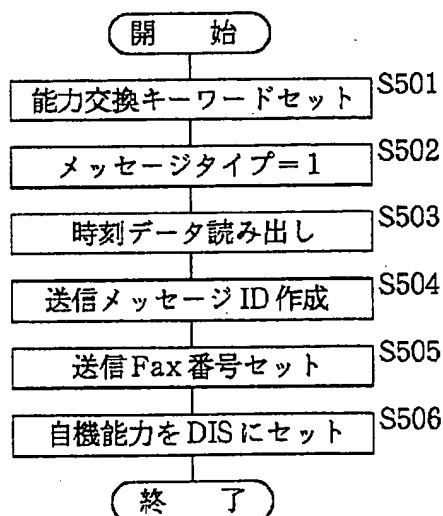 開 始
能力交換キーワードセット S501
メッセージタイプ=1 S502
時刻データ読み出し S503
送信メッセージID作成 S504
送信Fax番号セット S505
自機能力をDISにセット S506
終 了